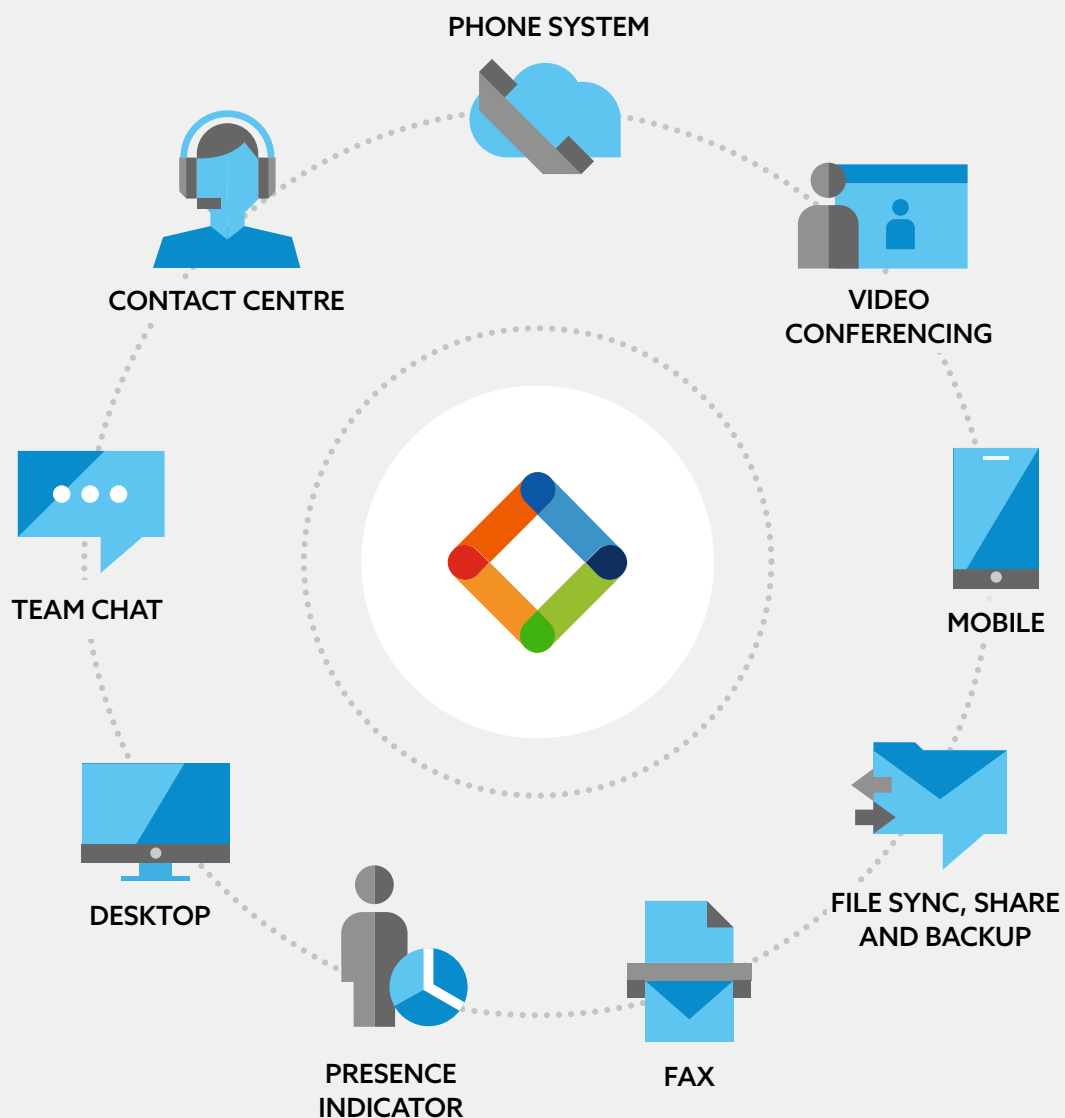 PHONE SYSTEM
CONTACT CENTRE
VIDEO
CONFERENCING
TEAM CHAT
MOBILE
DESKTOP
FILE SYNC, SHARE
AND BACKUP
PRESENCE
INDICATOR
FAX